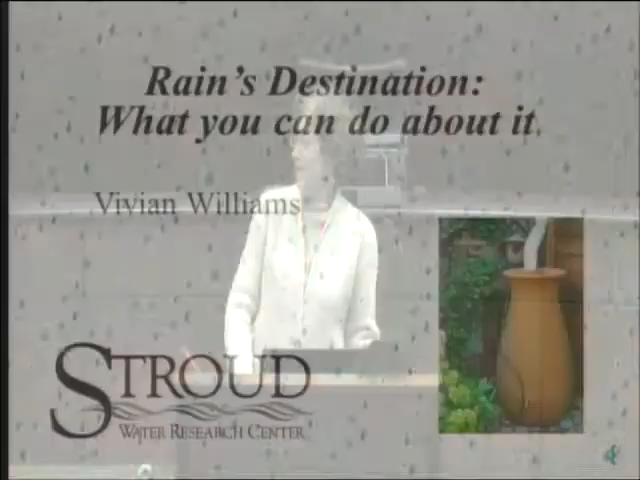 Rain's Destination:
What you can do about it.
Vivian Williams
STROUD
WATER RESEARCH CENTER